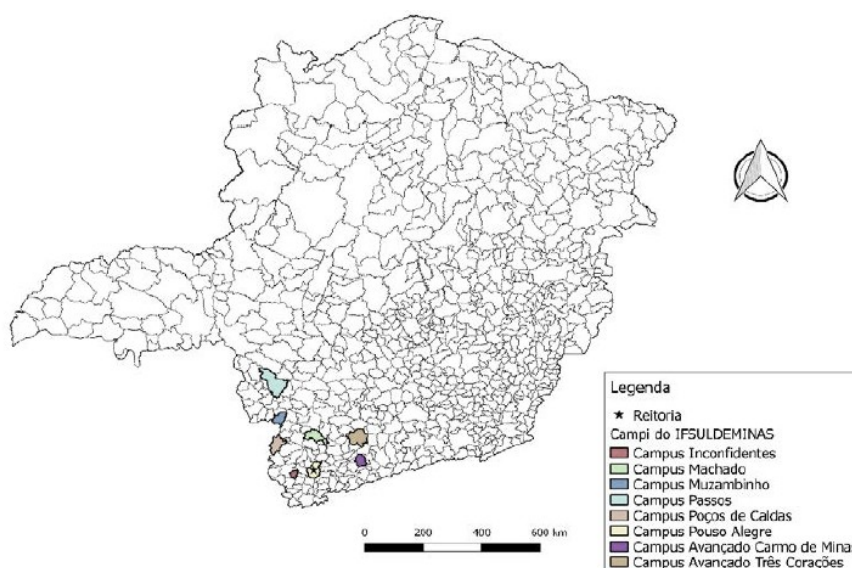 Legenda
★ Reitoria
Campi do IFSULDEMINAS
Campus Inconfidentes
Campus Machado
Campus Muzambinho
Campus Passos
Campus Poços de Caldas
Campus Pouso Alegre
Campus Avançado Carmo de Minas
Campus Avançado Três Corações
0 200 400 600 km